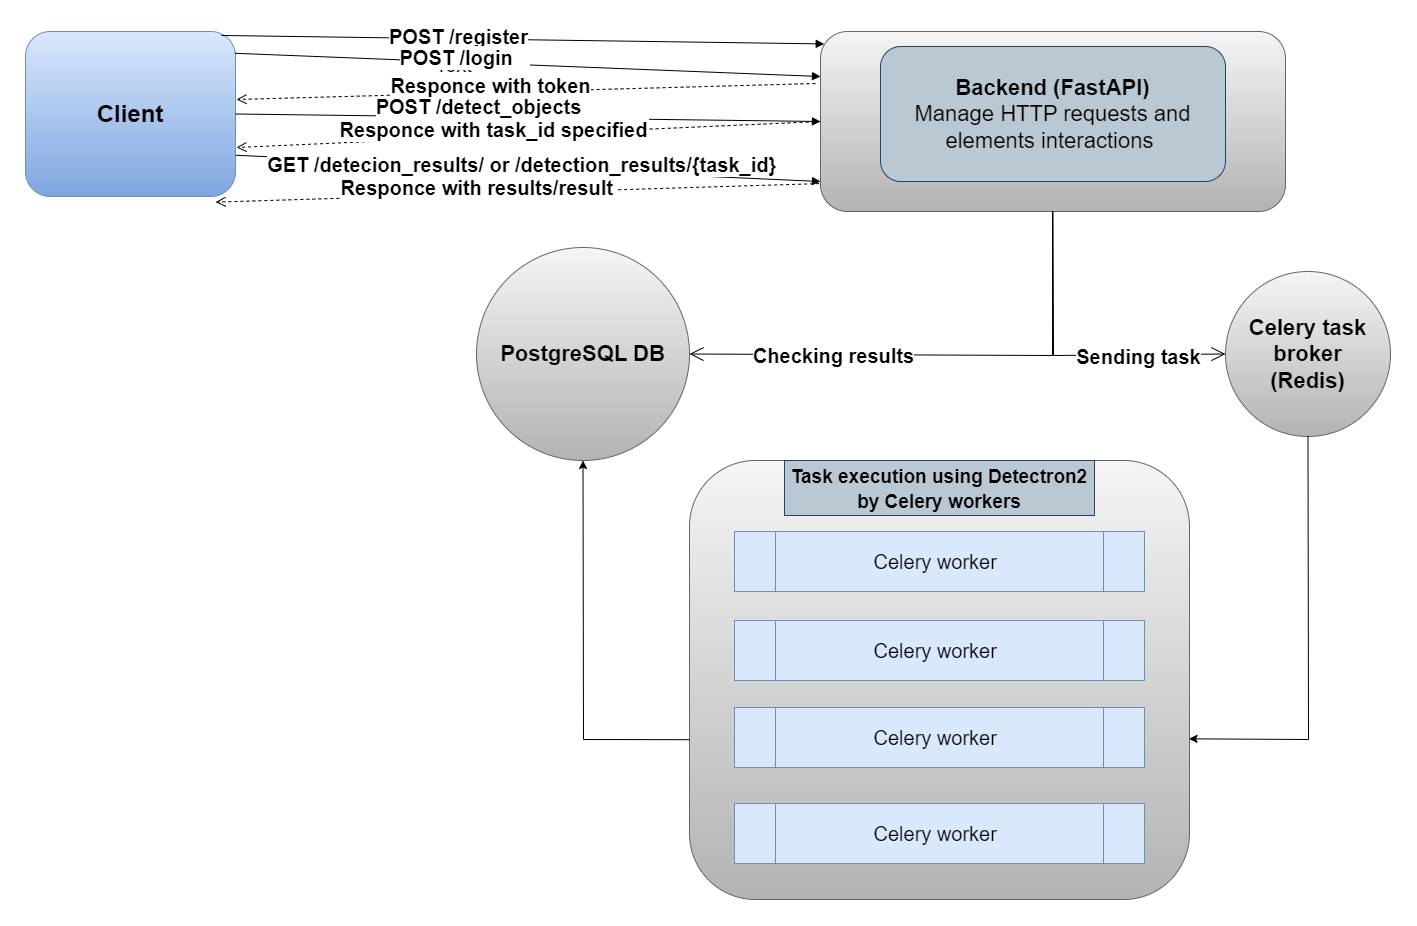 POST /register
POST /login
Responce with token
POST /detect_objects
Responce with task_id specified
GET /detecion_results/ or /detection_results/{task_id}
Responce with results/result
Client
Backend (FastAPI)
Manage HTTP requests and
elements interactions
PostgreSQL DB
Checking results
Sending task
Celery task
broker
(Redis)
Task execution using Detectron2
by Celery workers
Celery worker
Celery worker
Celery worker
Celery worker